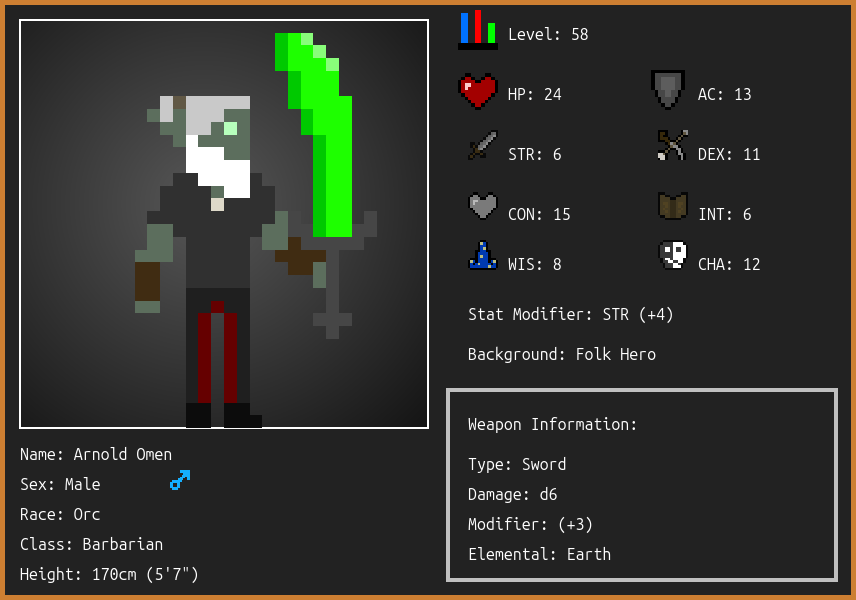 Level: 58
HP: 24
AC: 13
STR: 6
DEX: 11
CON: 15
INT: 6
WIS: 8
CHA: 12
Stat Modifier: STR (+4)
Background: Folk Hero
Weapon Information:
Type: Sword
Damage: d6
Modifier: (+3)
Elemental: Earth
Name: Arnold Omen
Sex: Male
Race: Orc
Class: Barbarian
Height: 170cm (5'7")